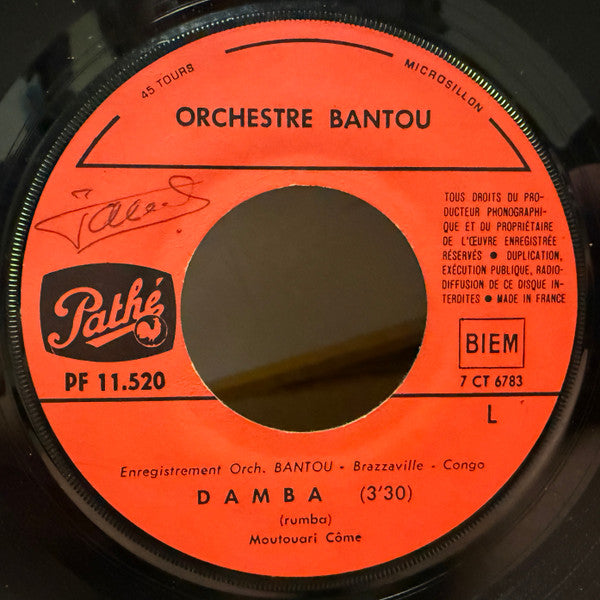 45 TOURS
MICROSILLON
ORCHESTRE BANTOU
TOUS DROITS DU PRO-
DUCTEUR PHONOGRAPHI-
QUE ET DU PROPRIÉTAIRE
DE L'ŒUVRE ENREGISTRÉE
RÉSERVÉS ● DUPLICATION,
EXÉCUTION PUBLIQUE, RADIO-
DIFFUSION DE CE DISQUE IN-
TERDITES ● MADE IN FRANCE
Pathé
PF 11.520
BIEM
7 CT 6783
L
Enregistrement Orch. BANTOU - Brazzaville - Congo
DAMBA (3'30)
(rumba)
Moutouari Côme